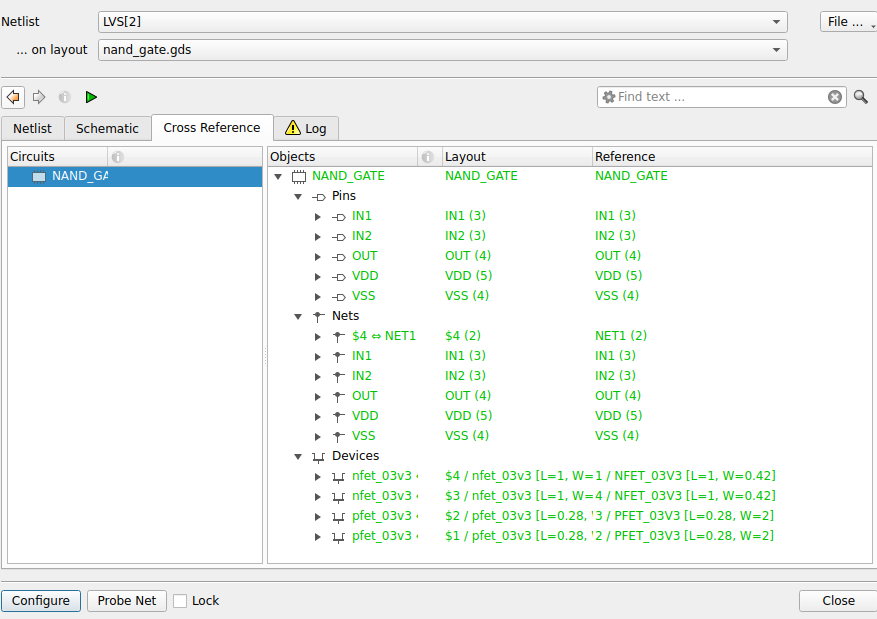 Netlist LVS[2] File ...
... on layout nand_gate.gds
Find text ...
Netlist Schematic Cross Reference Log
Circuits Objects Layout Reference
NAND_GA NAND_GATE NAND_GATE NAND_GATE
Pins
IN1 IN1 (3) IN1 (3)
IN2 IN2 (3) IN2 (3)
OUT OUT (4) OUT (4)
VDD VDD (5) VDD (5)
VSS VSS (4) VSS (4)
Nets
$4 ⇔ NET1 $4 (2) NET1 (2)
IN1 IN1 (3) IN1 (3)
IN2 IN2 (3) IN2 (3)
OUT OUT (4) OUT (4)
VDD VDD (5) VDD (5)
VSS VSS (4) VSS (4)
Devices
nfet_03v3 $4 / nfet_03v3 [L=1, W= 1 / NFET_03V3 [L=1, W=0.42]
nfet_03v3 $3 / nfet_03v3 [L=1, W= 4 / NFET_03V3 [L=1, W=0.42]
pfet_03v3 $2 / pfet_03v3 [L=0.28, 3 / PFET_03V3 [L=0.28, W=2]
pfet_03v3 $1 / pfet_03v3 [L=0.28, 2 / PFET_03V3 [L=0.28, W=2]
Configure Probe Net Lock Close